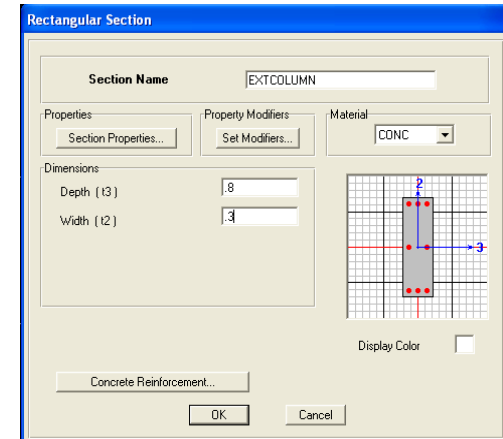 Rectangular Section
Section Name EXTCOLUMN
Properties Property Modifiers Material
Section Properties... Set Modifiers... CONC
Dimensions
Depth ( t3 ) .8
Width ( t2 ) .3
2
3
Display Color
Concrete Reinforcement...
OK Cancel